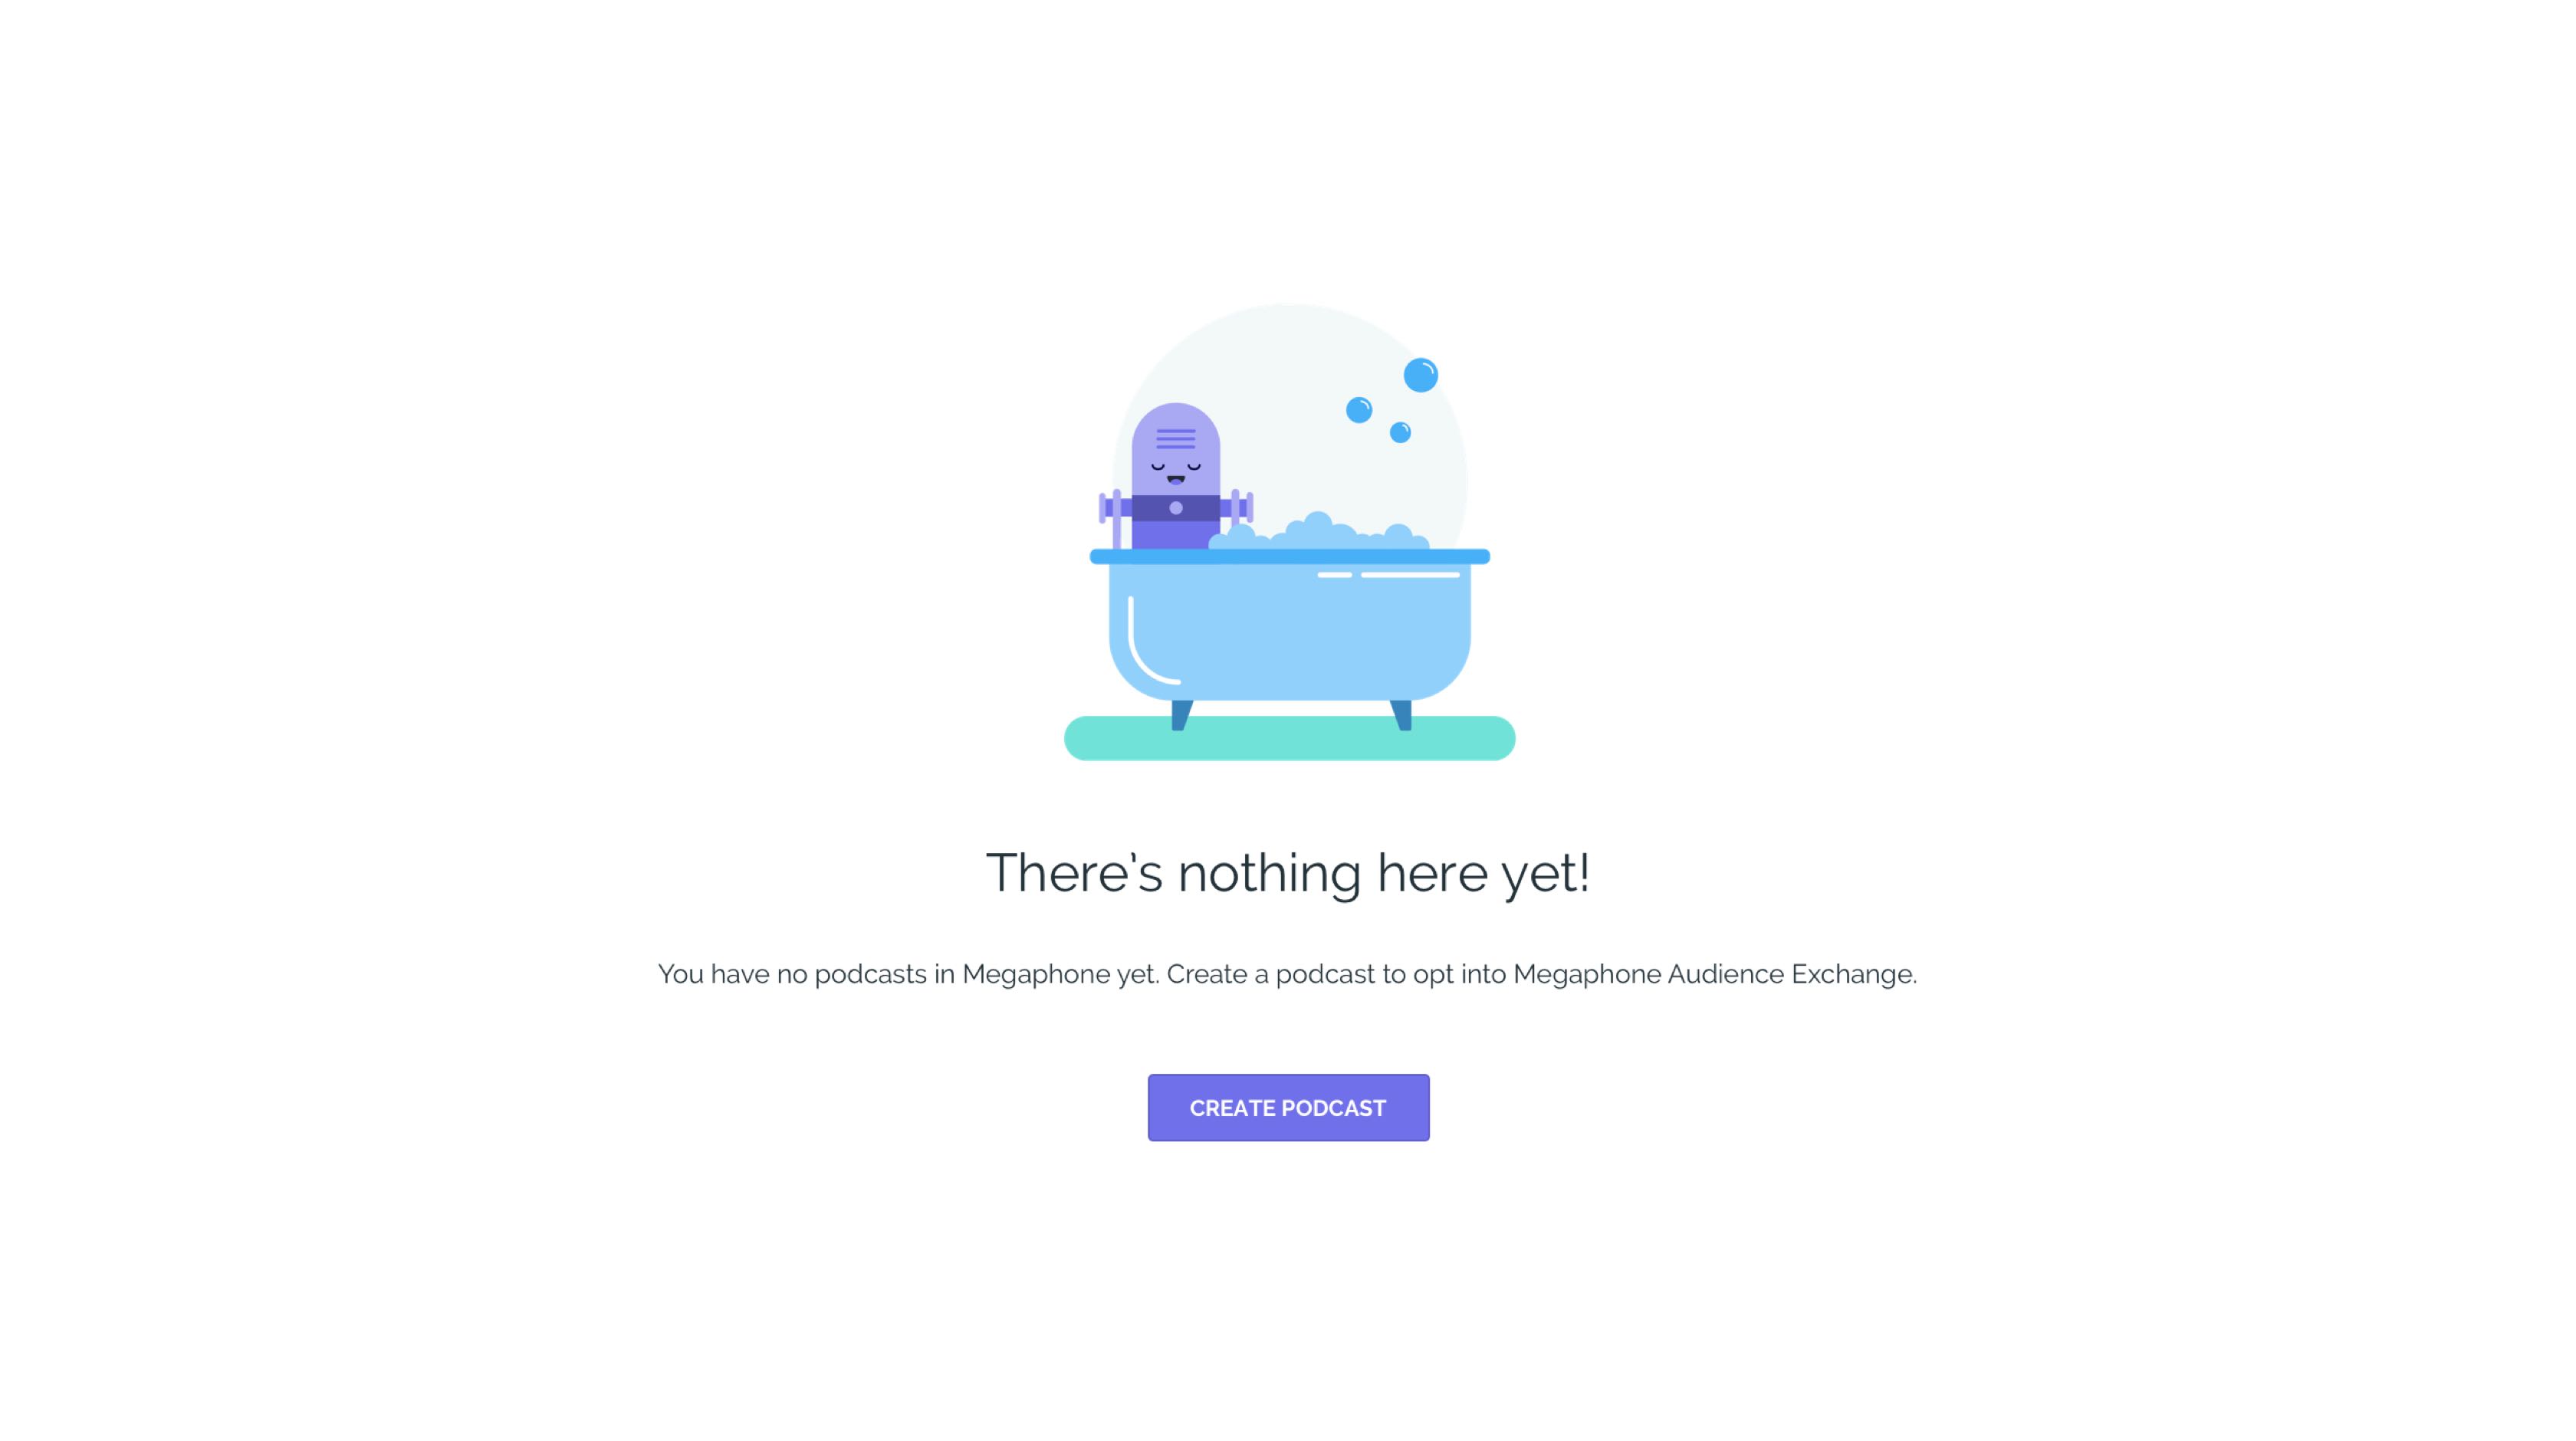 There's nothing here yet!
You have no podcasts in Megaphone yet. Create a podcast to opt into Megaphone Audience Exchange.
CREATE PODCAST